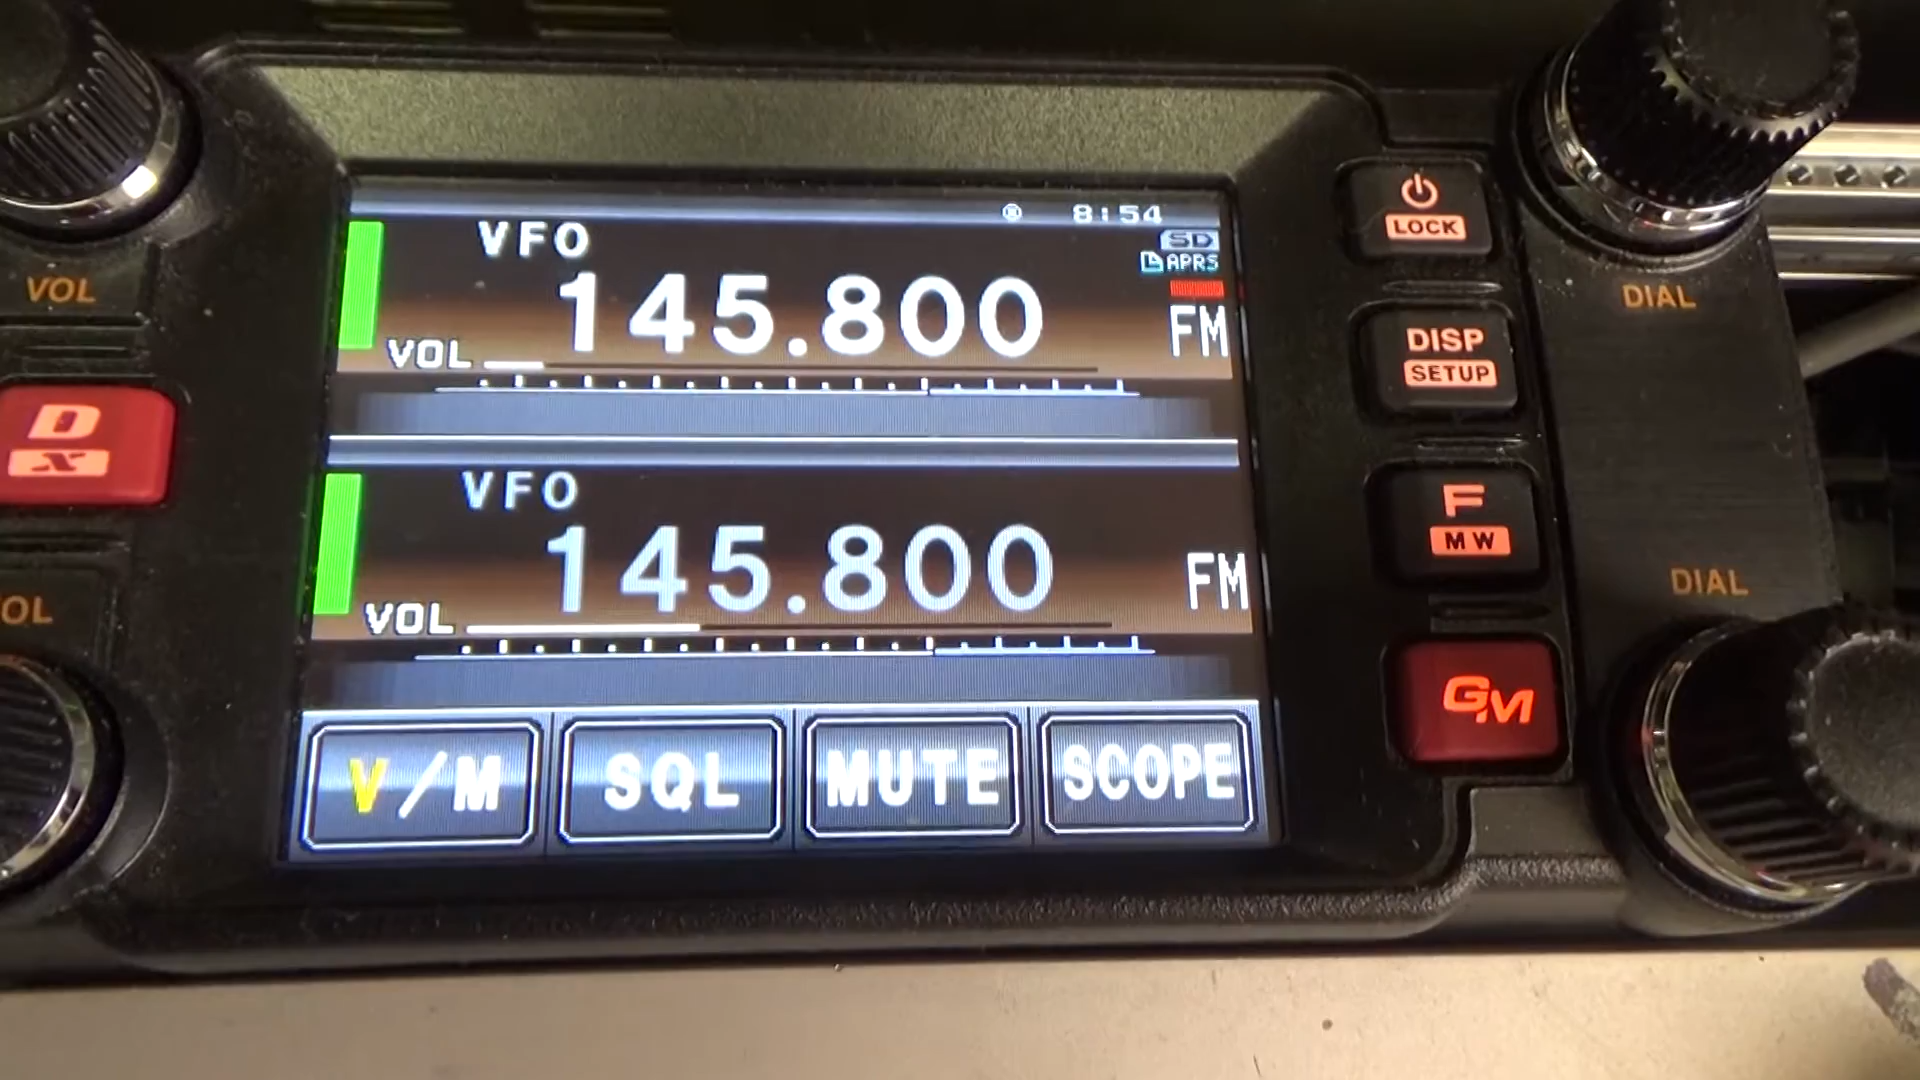 8:54
VFO
SD
APRS
145.800
FM
VOL
VFO
145.800
FM
VOL
V/M
SQL
MUTE
SCOPE
VOL
D
X
OL
LOCK
DISP
SETUP
F
MW
GM
DIAL
DIAL